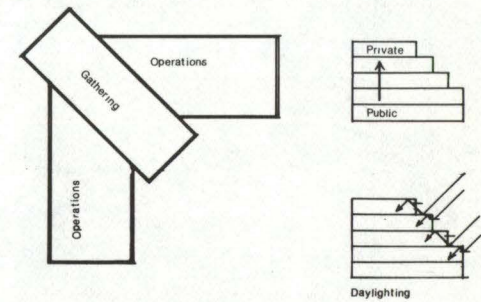 Operations
Gathering
Operations
Private
Public
Daylighting